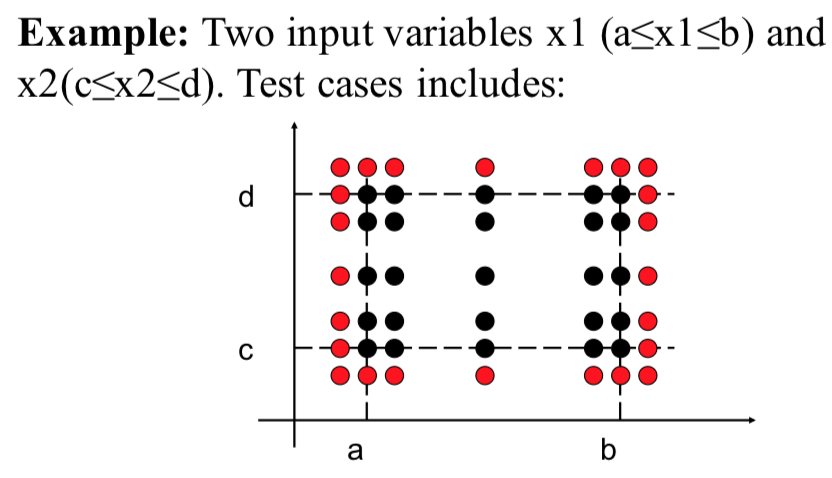 Example: Two input variables x1 (a≤x1≤b) and
x2(c≤x2≤d). Test cases includes:
d
c
a b